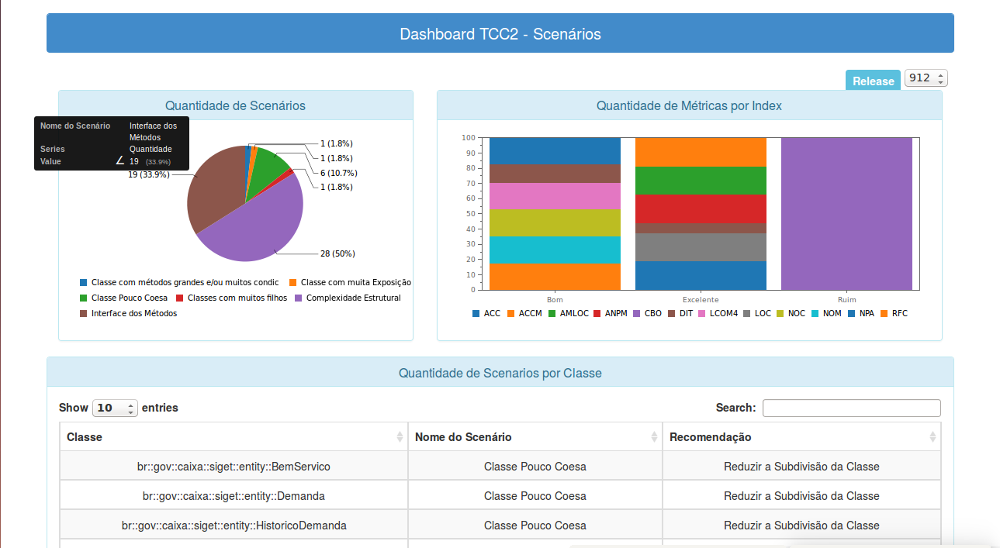 Dashboard TCC2 - Scenários
Release 912
Quantidade de Scenários
Quantidade de Métricas por Index
Nome do Scenário Interface dos Métodos
Series Quantidade
Value ∠ 19 (33.9%)
1 (1.8%)
1 (1.8%)
6 (10.7%)
1 (1.8%)
19 (33.9%)
28 (50%)
Classe com métodos grandes e/ou muitos condic Classe com muita Exposição
Classe Pouco Coesa Classes com muitos filhos Complexidade Estrutural
Interface dos Métodos
100
90
80
70
60
50
40
30
20
10
0
Bom Excelente Ruim
ACC ACCM AMLOC ANPM CBO DIT LCOM4 LOC NOC NOM NPA RFC
Quantidade de Scenarios por Classe
Show 10 entries Search:
Classe Nome do Scenário Recomendação
br::gov::caixa::siget::entity::BemServico Classe Pouco Coesa Reduzir a Subdivisão da Classe
br::gov::caixa::siget::entity::Demanda Classe Pouco Coesa Reduzir a Subdivisão da Classe
br::gov::caixa::siget::entity::HistoricoDemanda Classe Pouco Coesa Reduzir a Subdivisão da Classe